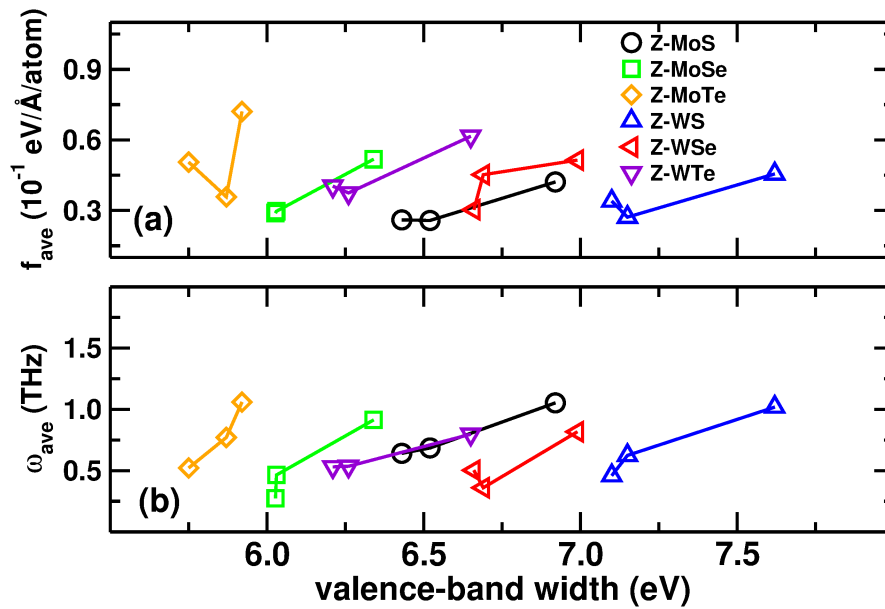 Z-MoS
Z-MoSe
Z-MoTe
Z-WS
Z-WSe
Z-WTe
0.9
0.6
0.3
f_ave (10^-1 eV/Å/atom)
(a)
1.5
1.0
0.5
ω_ave (THz)
(b)
6.0 6.5 7.0 7.5
valence-band width (eV)